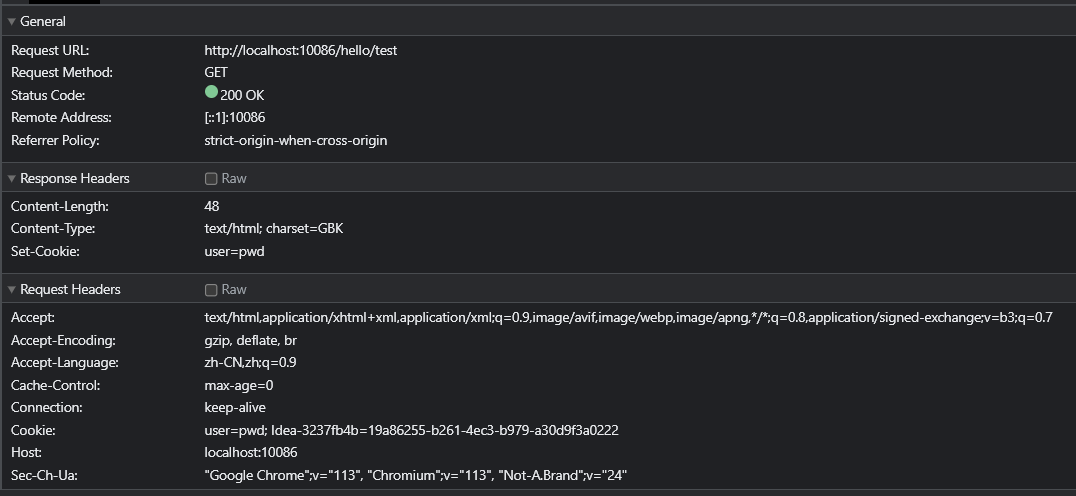 General
Request URL: http://localhost:10086/hello/test
Request Method: GET
Status Code: 200 OK
Remote Address: [::1]:10086
Referrer Policy: strict-origin-when-cross-origin
Response Headers Raw
Content-Length: 48
Content-Type: text/html; charset=GBK
Set-Cookie: user=pwd
Request Headers Raw
Accept: text/html,application/xhtml+xml,application/xml;q=0.9,image/avif,image/webp,image/apng,*/*;q=0.8,application/signed-exchange;v=b3;q=0.7
Accept-Encoding: gzip, deflate, br
Accept-Language: zh-CN,zh;q=0.9
Cache-Control: max-age=0
Connection: keep-alive
Cookie: user=pwd; Idea-3237fb4b=19a86255-b261-4ec3-b979-a30d9f3a0222
Host: localhost:10086
Sec-Ch-Ua: "Google Chrome";v="113", "Chromium";v="113", "Not-A.Brand";v="24"